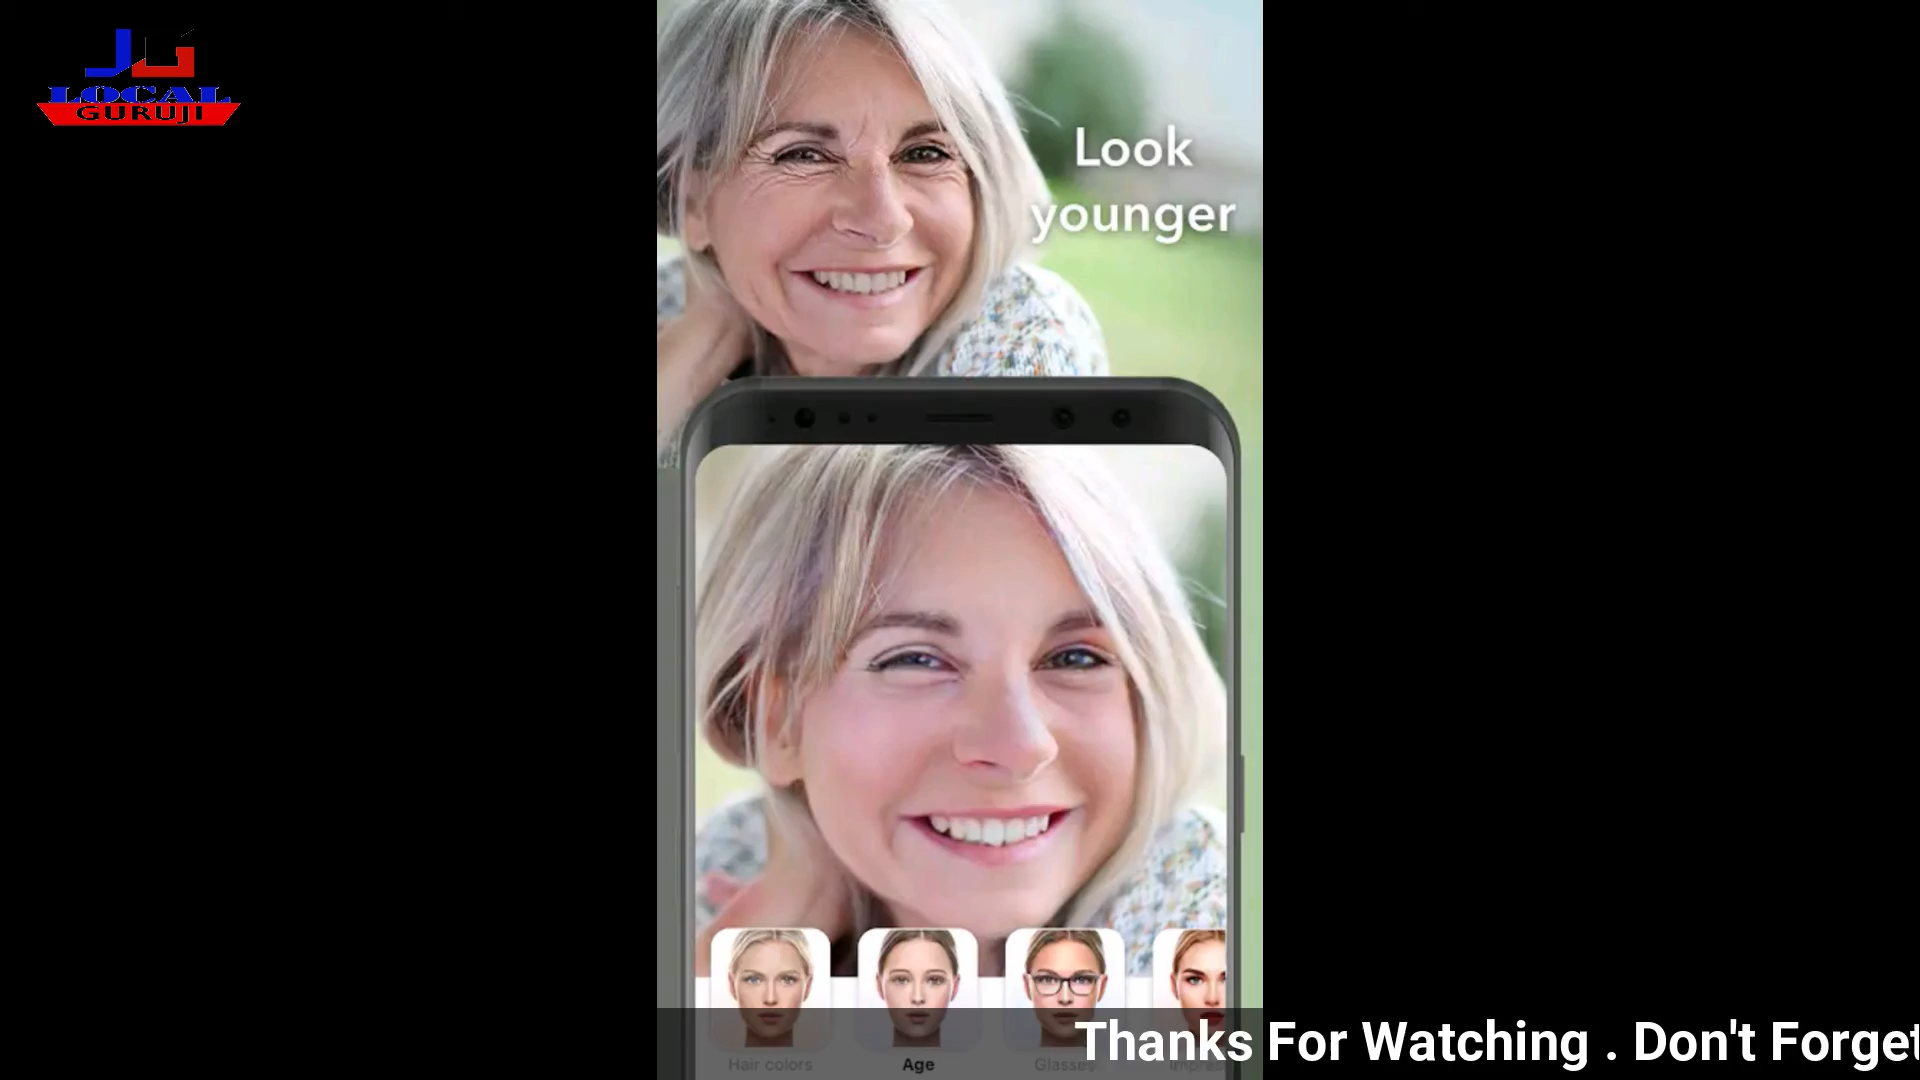 LOCAL
GURUJI
Look
younger
Hair colors
Age
Glasses
Thanks For Watching . Don't Forget